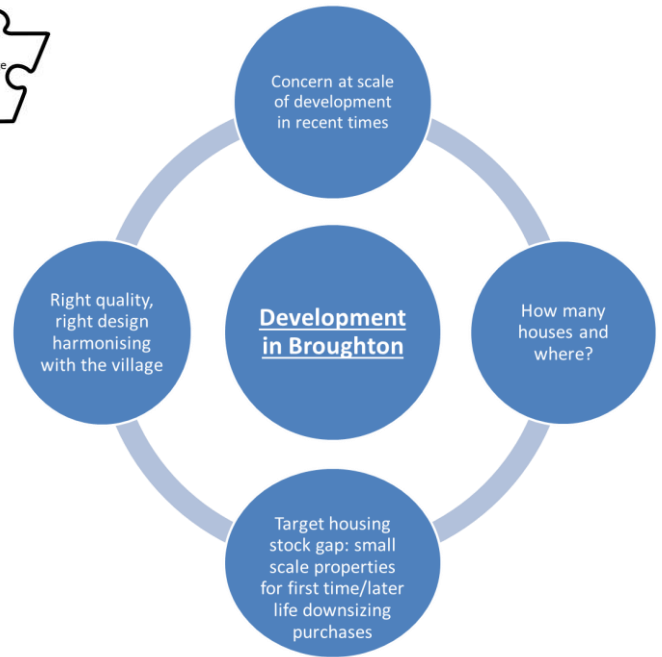 Concern at scale
of development
in recent times
Right quality,
right design
harmonising
with the village
Development
in Broughton
How many
houses and
where?
Target housing
stock gap: small
scale properties
for first time/later
life downsizing
purchases